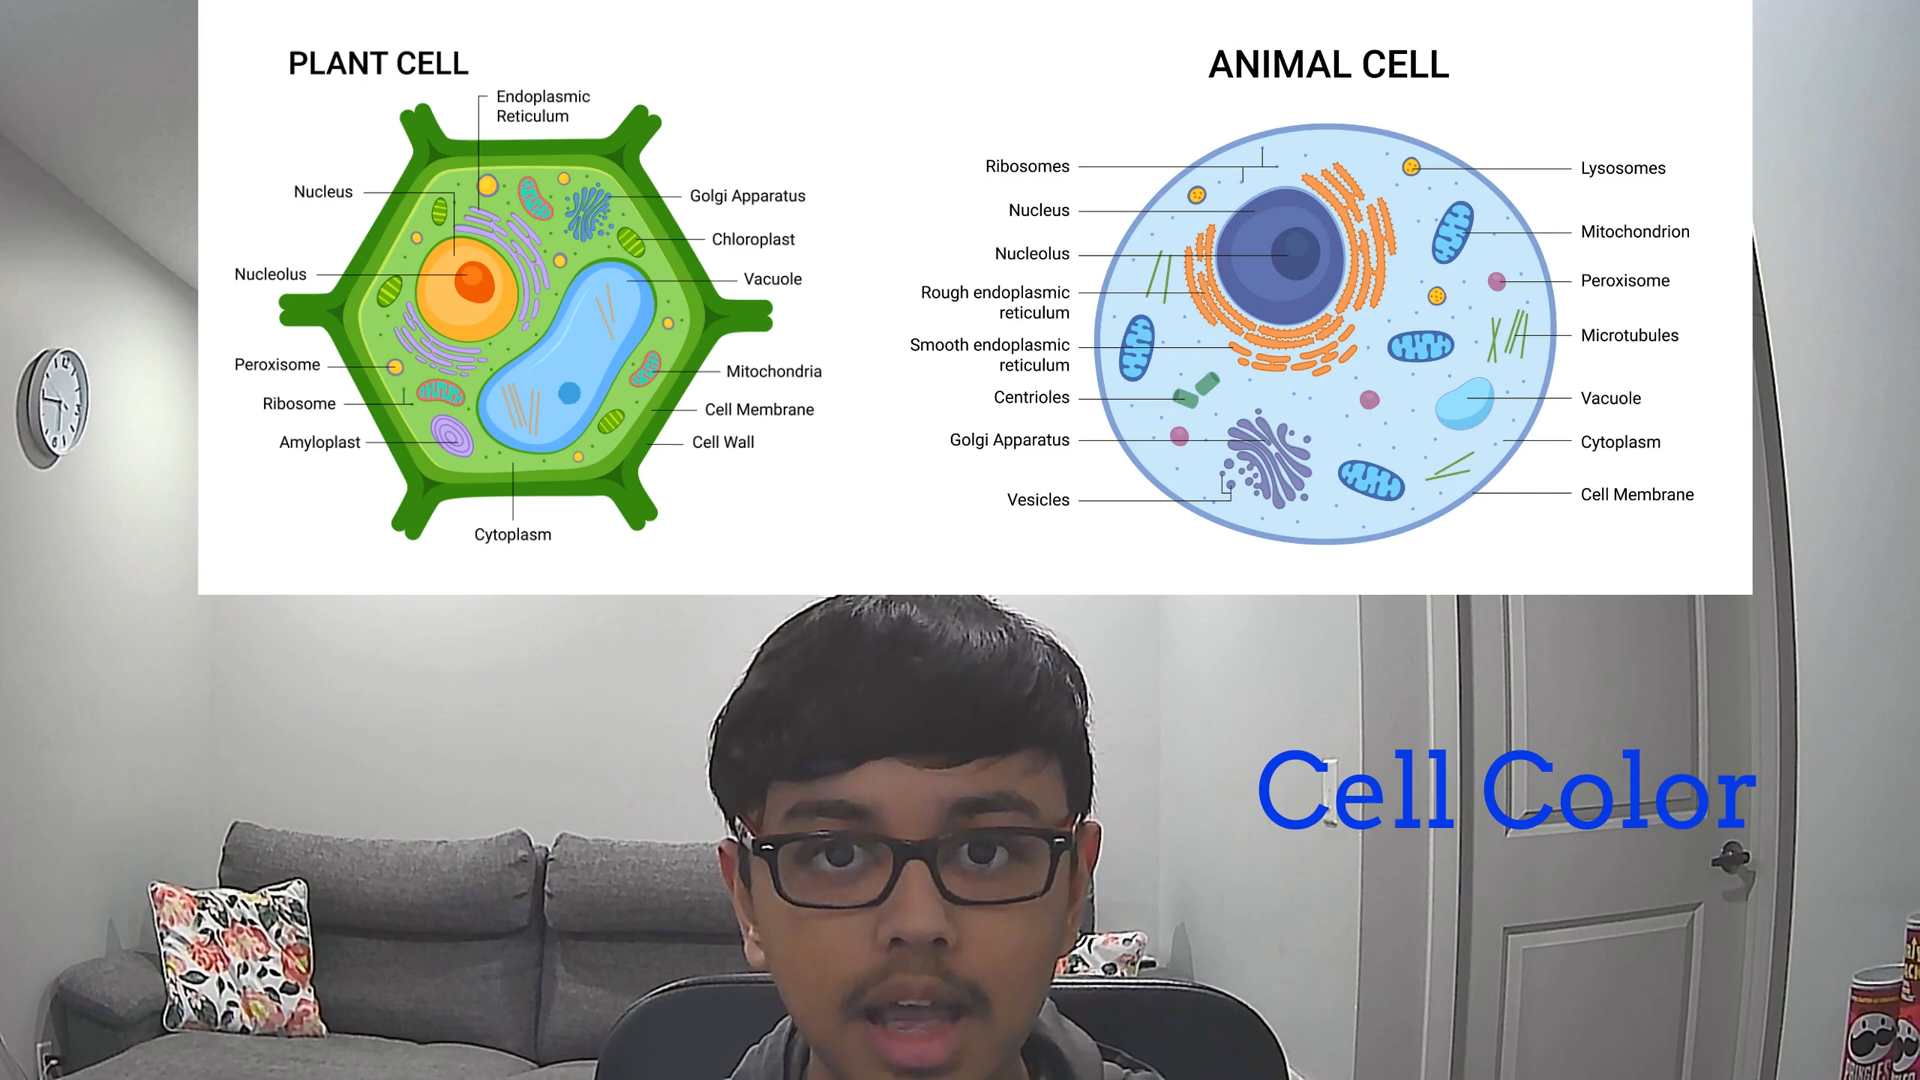 PLANT CELL
Endoplasmic
Reticulum
Nucleus
Golgi Apparatus
Chloroplast
Nucleolus
Vacuole
Peroxisome
Mitochondria
Ribosome
Cell Membrane
Amyloplast
Cell Wall
Cytoplasm
ANIMAL CELL
Ribosomes
Lysosomes
Nucleus
Mitochondrion
Nucleolus
Peroxisome
Rough endoplasmic
reticulum
Microtubules
Smooth endoplasmic
reticulum
Centrioles
Vacuole
Golgi Apparatus
Cytoplasm
Vesicles
Cell Membrane
Cell Color
PRINGLES